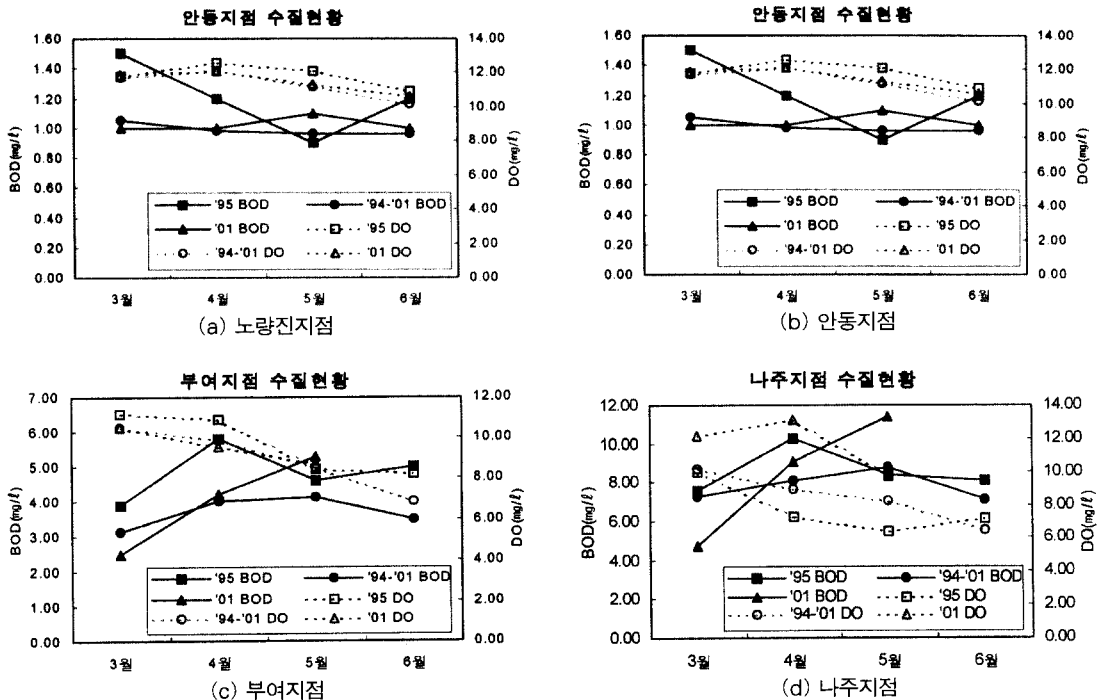 안동지점 수질현황
1.60
1.40
1.20
1.00
0.80
0.60
0.40
0.20
0.00
BOD(mg/ℓ)
14.00
12.00
10.00
8.00
6.00
4.00
2.00
0.00
DO(mg/ℓ)
'95 BOD
'94-'01 BOD
'01 BOD
'95 DO
'94-'01 DO
'01 DO
3월 4월 5월 6월
(a) 노량진지점
안동지점 수질현황
1.60
1.40
1.20
1.00
0.80
0.60
0.40
0.20
0.00
BOD(mg/ℓ)
14.00
12.00
10.00
8.00
6.00
4.00
2.00
0.00
DO(mg/ℓ)
'95 BOD
'94-'01 BOD
'01 BOD
'95 DO
'94-'01 DO
'01 DO
3월 4월 5월 6월
(b) 안동지점
부여지점 수질현황
7.00
6.00
5.00
4.00
3.00
2.00
1.00
0.00
BOD(mg/ℓ)
12.00
10.00
8.00
6.00
4.00
2.00
0.00
DO(mg/ℓ)
'95 BOD
'94-'01 BOD
'01 BOD
'95 DO
'94-'01 DO
'01 DO
3월 4월 5월 6월
(c) 부여지점
나주지점 수질현황
12.00
10.00
8.00
6.00
4.00
2.00
0.00
BOD(mg/ℓ)
14.00
12.00
10.00
8.00
6.00
4.00
2.00
0.00
DO(mg/ℓ)
'95 BOD
'94-'01 BOD
'01 BOD
'95 DO
'94-'01 DO
'01 DO
3월 4월 5월 6월
(d) 나주지점